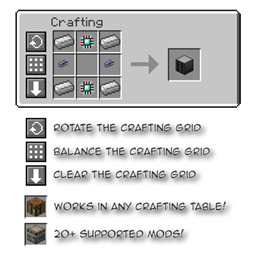 Crafting
ROTATE THE CRAFTING GRID
BALANCE THE CRAFTING GRID
CLEAR THE CRAFTING GRID
WORKS IN ANY CRAFTING TABLE!
20+ SUPPORTED MODS!